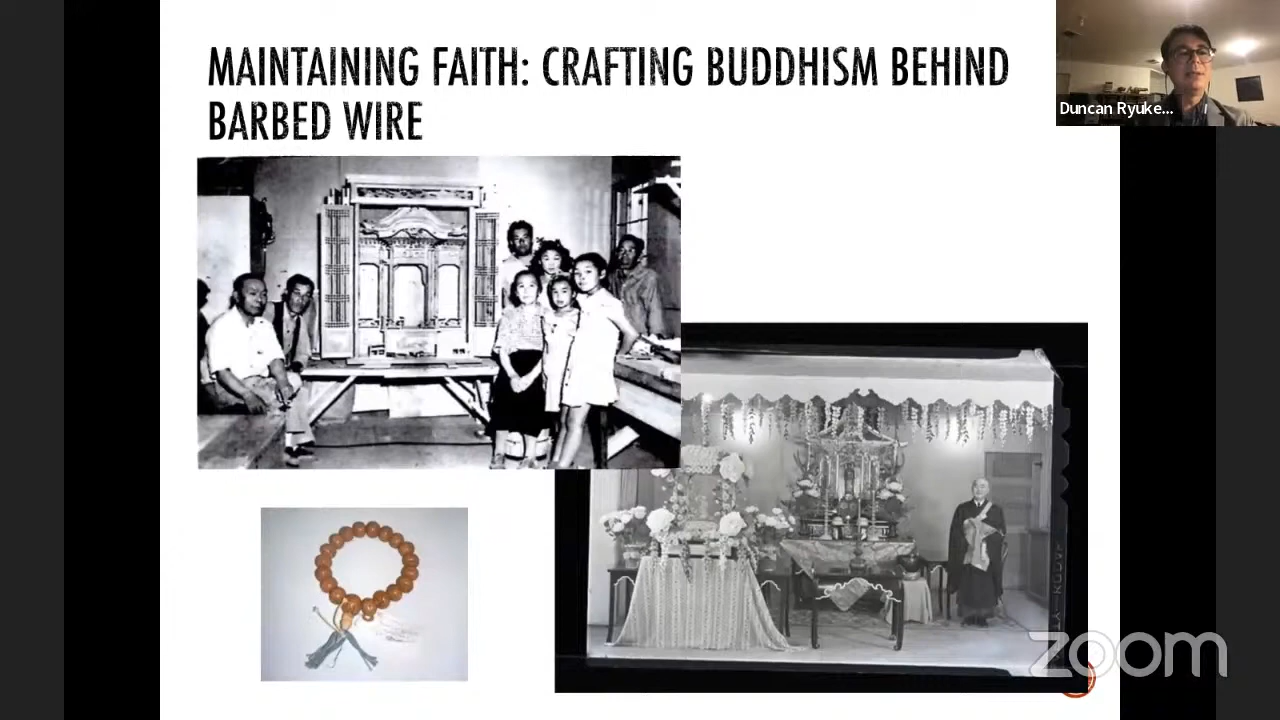 MAINTAINING FAITH: CRAFTING BUDDHISM BEHIND
BARBED WIRE
Duncan Ryuke...
zoom